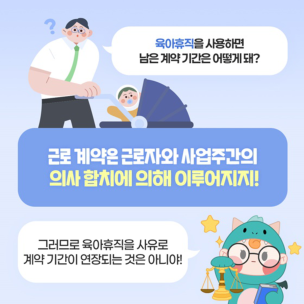 육아휴직을 사용하면
남은 계약 기간은 어떻게 돼?
근로 계약은 근로자와 사업주간의
의사 합치에 의해 이루어지지!
그러므로 육아휴직을 사유로
계약 기간이 연장되는 것은 아니야!